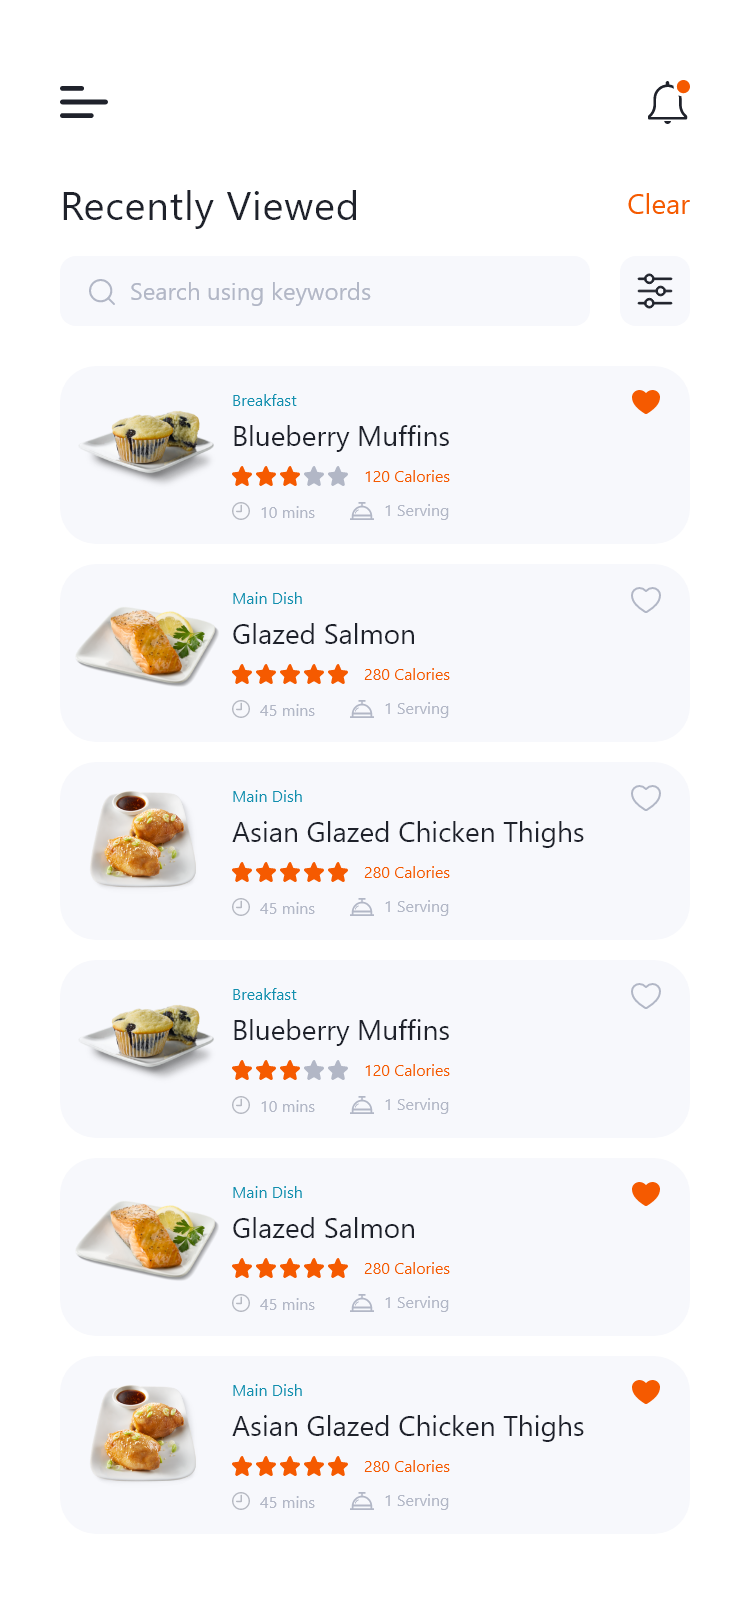 Recently Viewed
Clear
Search using keywords
Breakfast
Blueberry Muffins
120 Calories
10 mins
1 Serving
Main Dish
Glazed Salmon
280 Calories
45 mins
1 Serving
Main Dish
Asian Glazed Chicken Thighs
280 Calories
45 mins
1 Serving
Breakfast
Blueberry Muffins
120 Calories
10 mins
1 Serving
Main Dish
Glazed Salmon
280 Calories
45 mins
1 Serving
Main Dish
Asian Glazed Chicken Thighs
280 Calories
45 mins
1 Serving